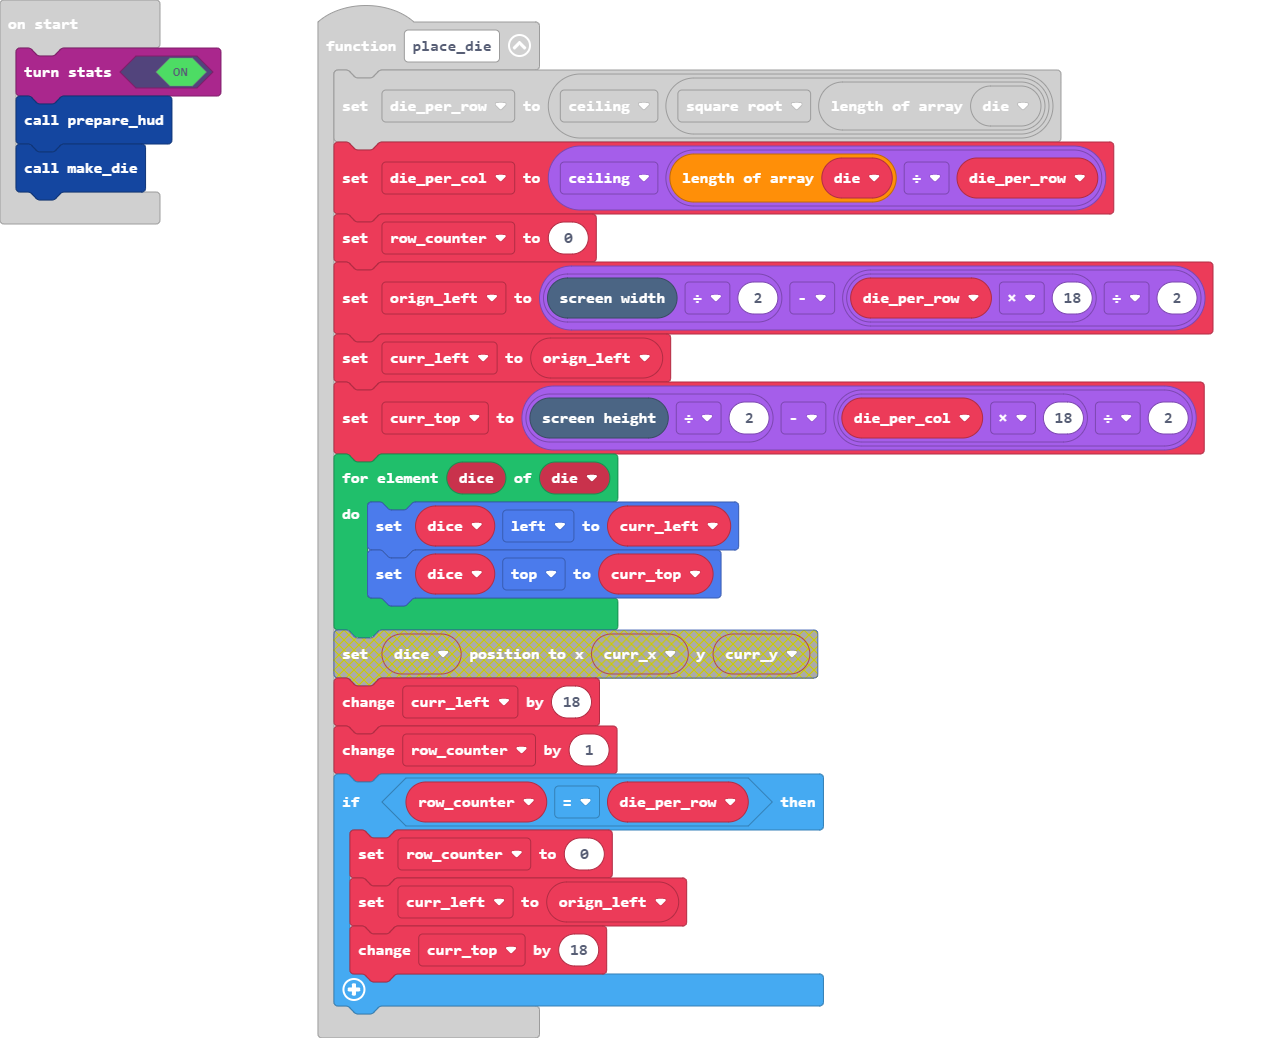 on start
turn stats ON
call prepare_hud
call make_die
function place_die
set die_per_row to ceiling square root length of array die
set die_per_col to ceiling length of array die ÷ die_per_row
set row_counter to 0
set orign_left to screen width ÷ 2 - die_per_row × 18 ÷ 2
set curr_left to orign_left
set curr_top to screen height ÷ 2 - die_per_col × 18 ÷ 2
for element dice of die
do
set dice left to curr_left
set dice top to curr_top
set dice position to x curr_x y curr_y
change curr_left by 18
change row_counter by 1
if row_counter = die_per_row then
set row_counter to 0
set curr_left to orign_left
change curr_top by 18